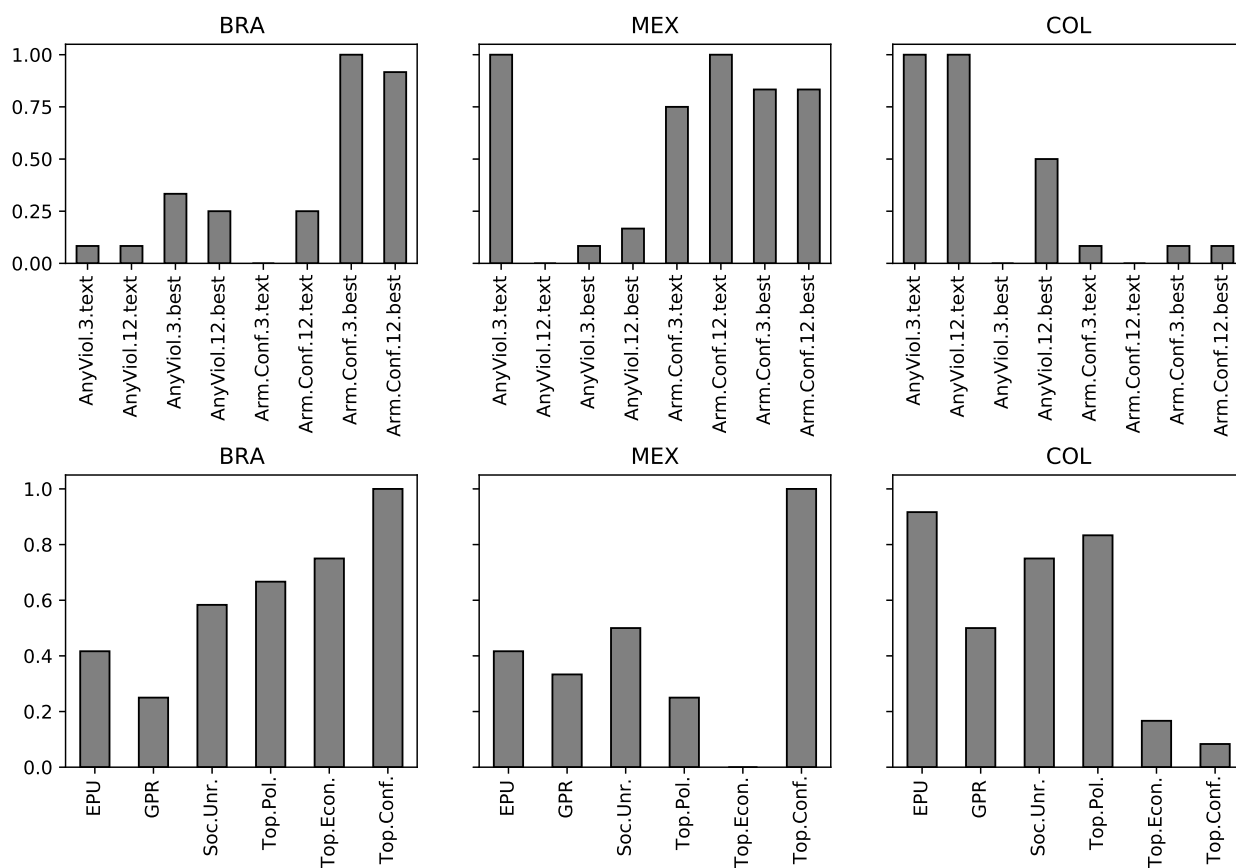 BRA
MEX
COL
1.00
0.75
0.50
0.25
0.00
AnyViol.3.text
AnyViol.12.text
AnyViol.3.best
AnyViol.12.best
Arm.Conf.3.text
Arm.Conf.12.text
Arm.Conf.3.best
Arm.Conf.12.best
AnyViol.3.text
AnyViol.12.text
AnyViol.3.best
AnyViol.12.best
Arm.Conf.3.text
Arm.Conf.12.text
Arm.Conf.3.best
Arm.Conf.12.best
AnyViol.3.text
AnyViol.12.text
AnyViol.3.best
AnyViol.12.best
Arm.Conf.3.text
Arm.Conf.12.text
Arm.Conf.3.best
Arm.Conf.12.best
BRA
MEX
COL
1.0
0.8
0.6
0.4
0.2
0.0
EPU
GPR
Soc.Unr.
Top.Pol.
Top.Econ.
Top.Conf.
EPU
GPR
Soc.Unr.
Top.Pol.
Top.Econ.
Top.Conf.
EPU
GPR
Soc.Unr.
Top.Pol.
Top.Econ.
Top.Conf.